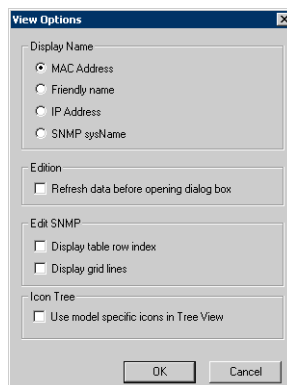 View Options
Display Name
MAC Address
Friendly name
IP Address
SNMP sysName
Edition
Refresh data before opening dialog box
Edit SNMP
Display table row index
Display grid lines
Icon Tree
Use model specific icons in Tree View
OK
Cancel